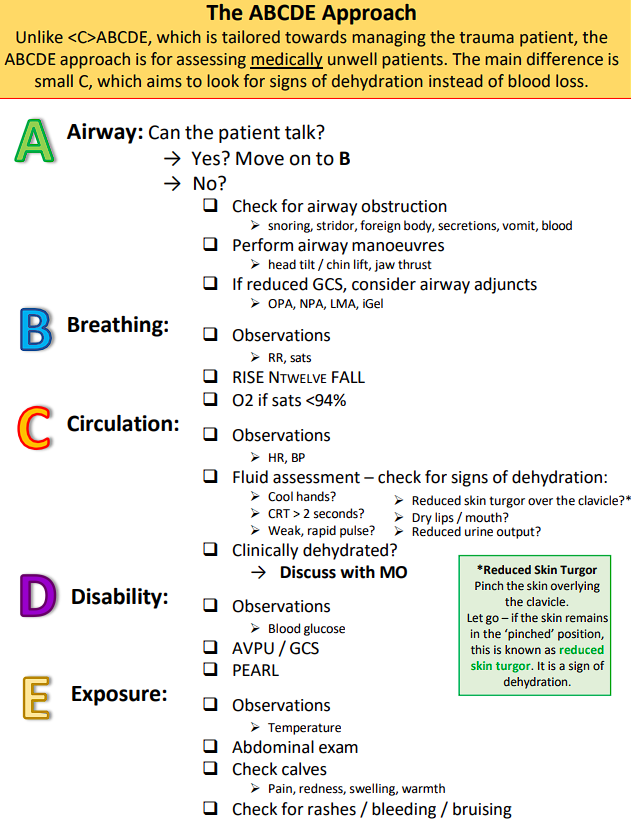 The ABCDE Approach
Unlike <C>ABCDE, which is tailored towards managing the trauma patient, the
ABCDE approach is for assessing medically unwell patients. The main difference is
small C, which aims to look for signs of dehydration instead of blood loss.
A Airway: Can the patient talk?
→ Yes? Move on to B
→ No?
❑ Check for airway obstruction
➢ snoring, stridor, foreign body, secretions, vomit, blood
❑ Perform airway manoeuvres
➢ head tilt / chin lift, jaw thrust
❑ If reduced GCS, consider airway adjuncts
➢ OPA, NPA, LMA, iGel
B Breathing:
❑ Observations
➢ RR, sats
❑ RISE NTWELVE FALL
❑ O2 if sats <94%
C Circulation:
❑ Observations
➢ HR, BP
❑ Fluid assessment – check for signs of dehydration:
➢ Cool hands?
➢ CRT > 2 seconds?
➢ Weak, rapid pulse?
➢ Reduced skin turgor over the clavicle?*
➢ Dry lips / mouth?
➢ Reduced urine output?
❑ Clinically dehydrated?
→ Discuss with MO
*Reduced Skin Turgor
Pinch the skin overlying
the clavicle.
Let go – if the skin remains
in the ‘pinched’ position,
this is known as reduced
skin turgor. It is a sign of
dehydration.
D Disability:
❑ Observations
➢ Blood glucose
❑ AVPU / GCS
❑ PEARL
E Exposure:
❑ Observations
➢ Temperature
❑ Abdominal exam
❑ Check calves
➢ Pain, redness, swelling, warmth
❑ Check for rashes / bleeding / bruising